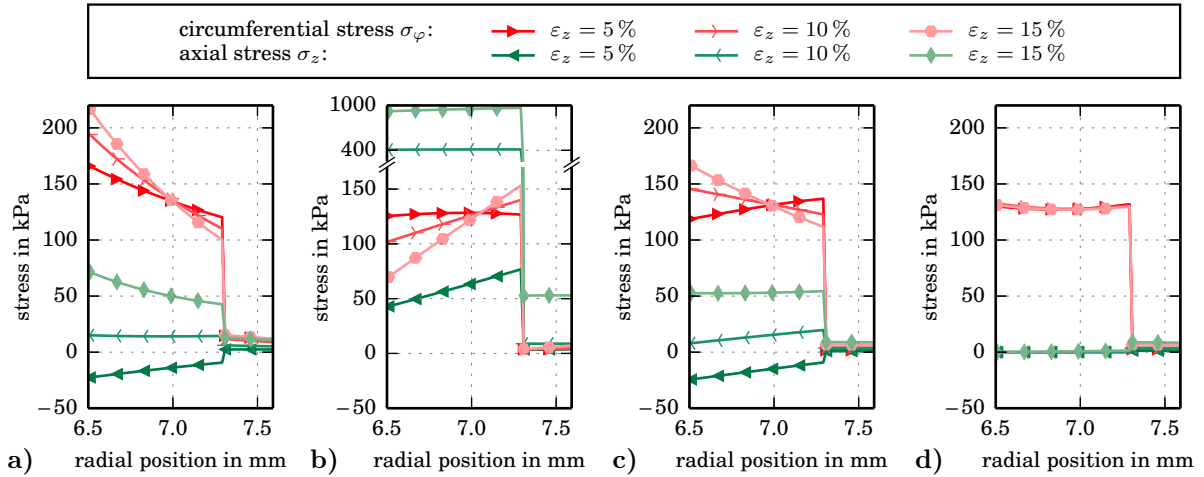 circumferential stress σφ: εz = 5 % εz = 10 % εz = 15 %
axial stress σz: εz = 5 % εz = 10 % εz = 15 %
200
150
100
50
0
−50
6.5 7.0 7.5
stress in kPa
radial position in mm
a)
1000
400
150
100
50
0
−50
6.5 7.0 7.5
stress in kPa
radial position in mm
b)
200
150
100
50
0
−50
6.5 7.0 7.5
stress in kPa
radial position in mm
c)
200
150
100
50
0
−50
6.5 7.0 7.5
stress in kPa
radial position in mm
d)